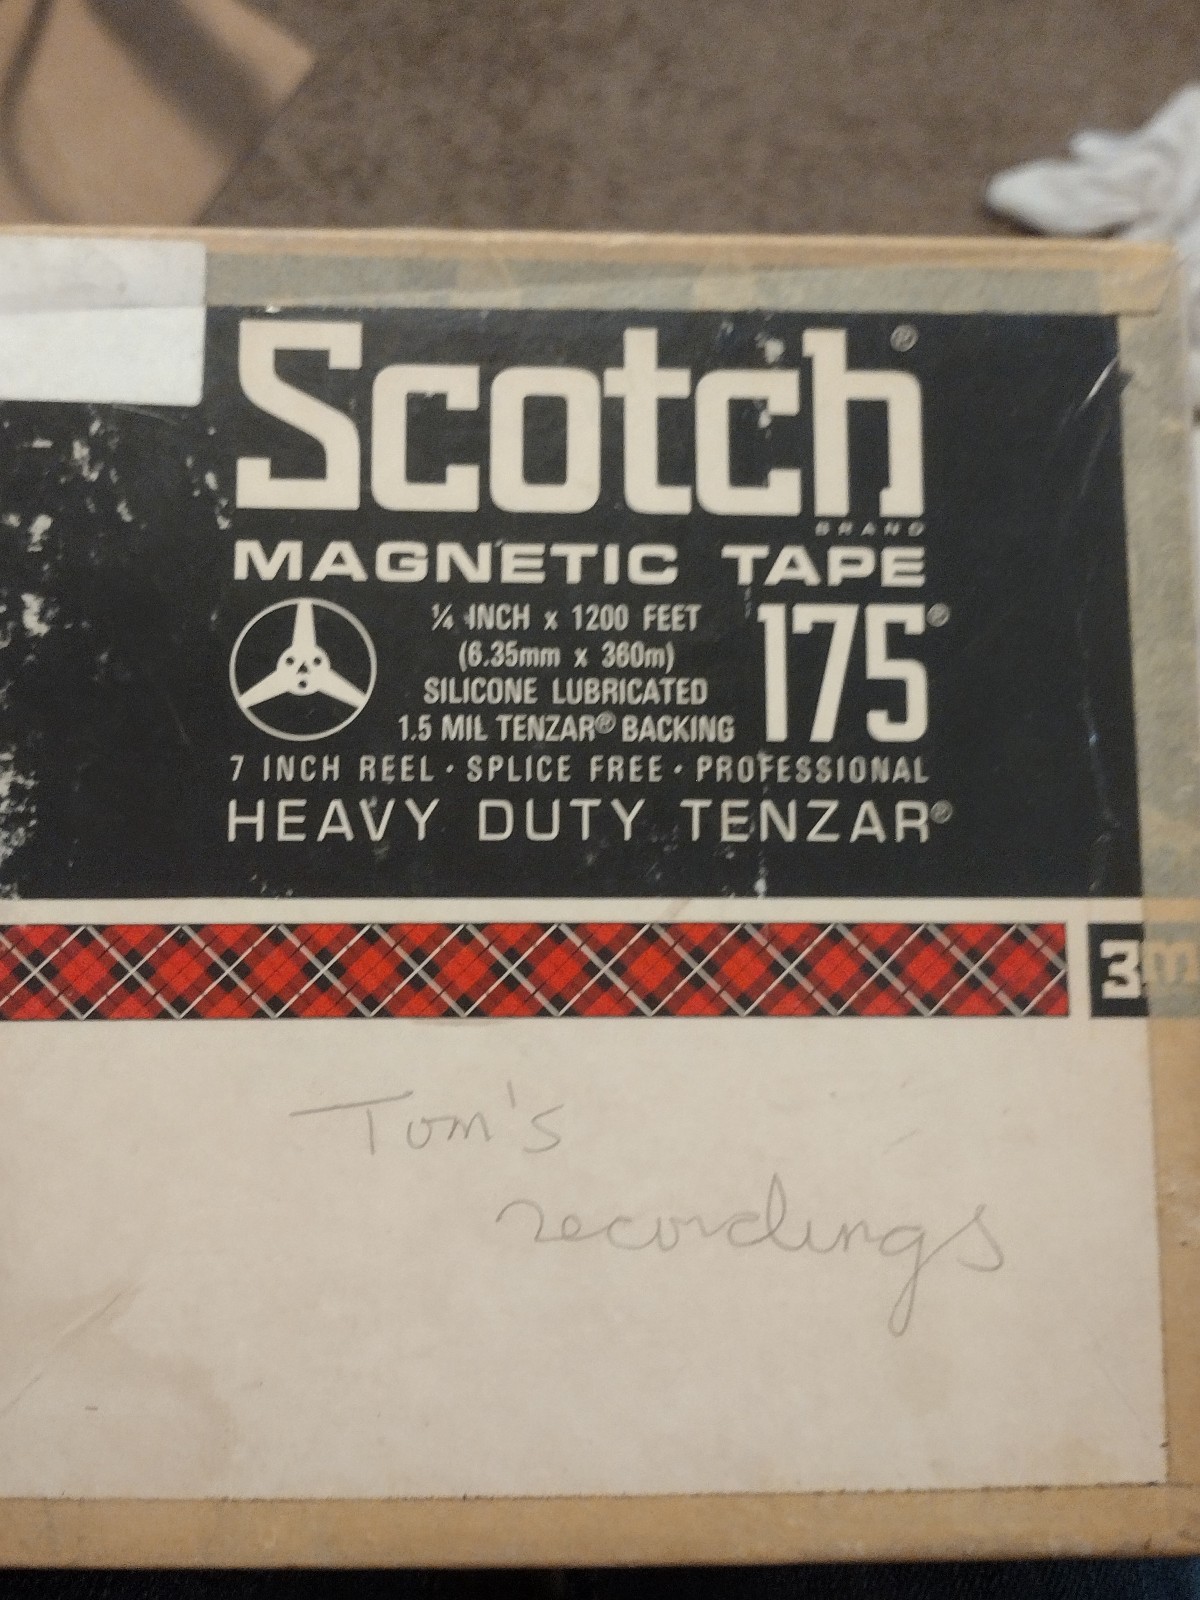 Scotch®
BRAND
MAGNETIC TAPE
¼ INCH x 1200 FEET
(6.35mm x 360m)
SILICONE LUBRICATED
1.5 MIL TENZAR® BACKING
175®
7 INCH REEL · SPLICE FREE · PROFESSIONAL
HEAVY DUTY TENZAR®
3m
Tom's
recordings